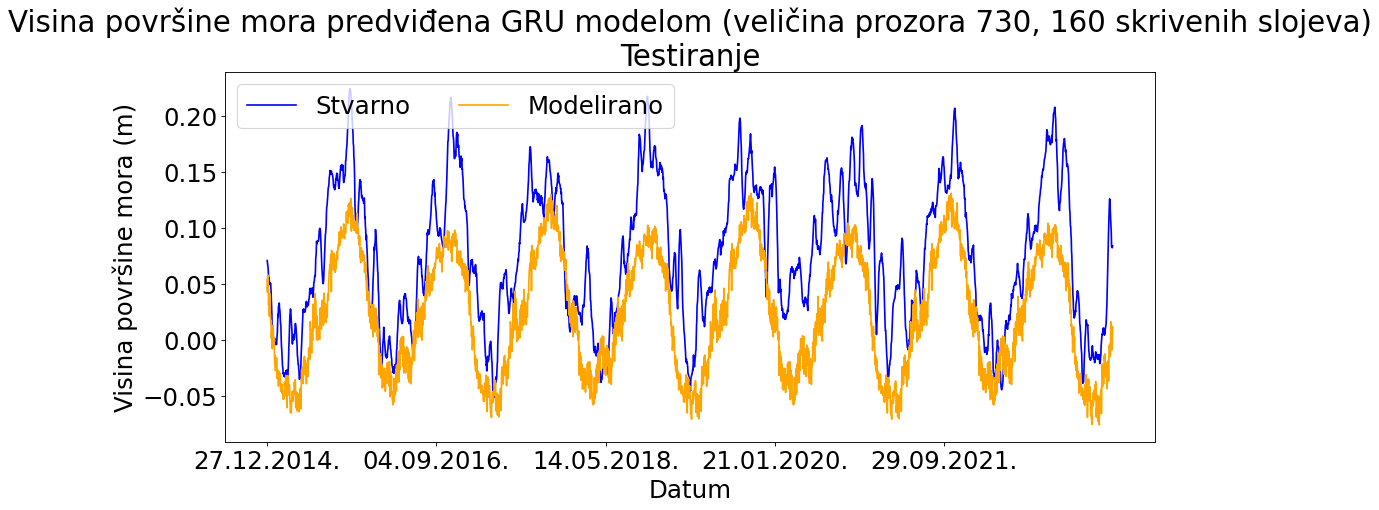 Visina površine mora predviđena GRU modelom (veličina prozora 730, 160 skrivenih slojeva)
Testiranje
Stvarno Modelirano
Visina površine mora (m)
0.20
0.15
0.10
0.05
0.00
−0.05
27.12.2014. 04.09.2016. 14.05.2018. 21.01.2020. 29.09.2021.
Datum